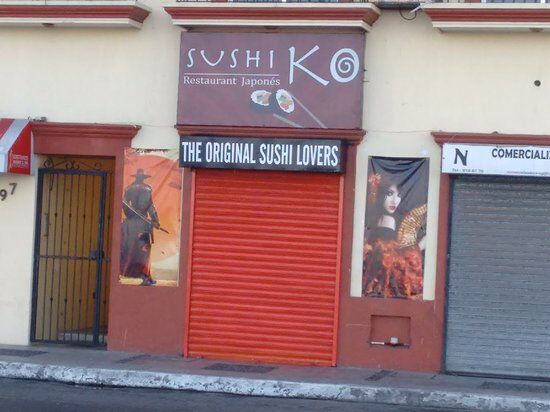 SUSHI KO
Restaurant Japonés
THE ORIGINAL SUSHI LOVERS
97
N COMERCIALI